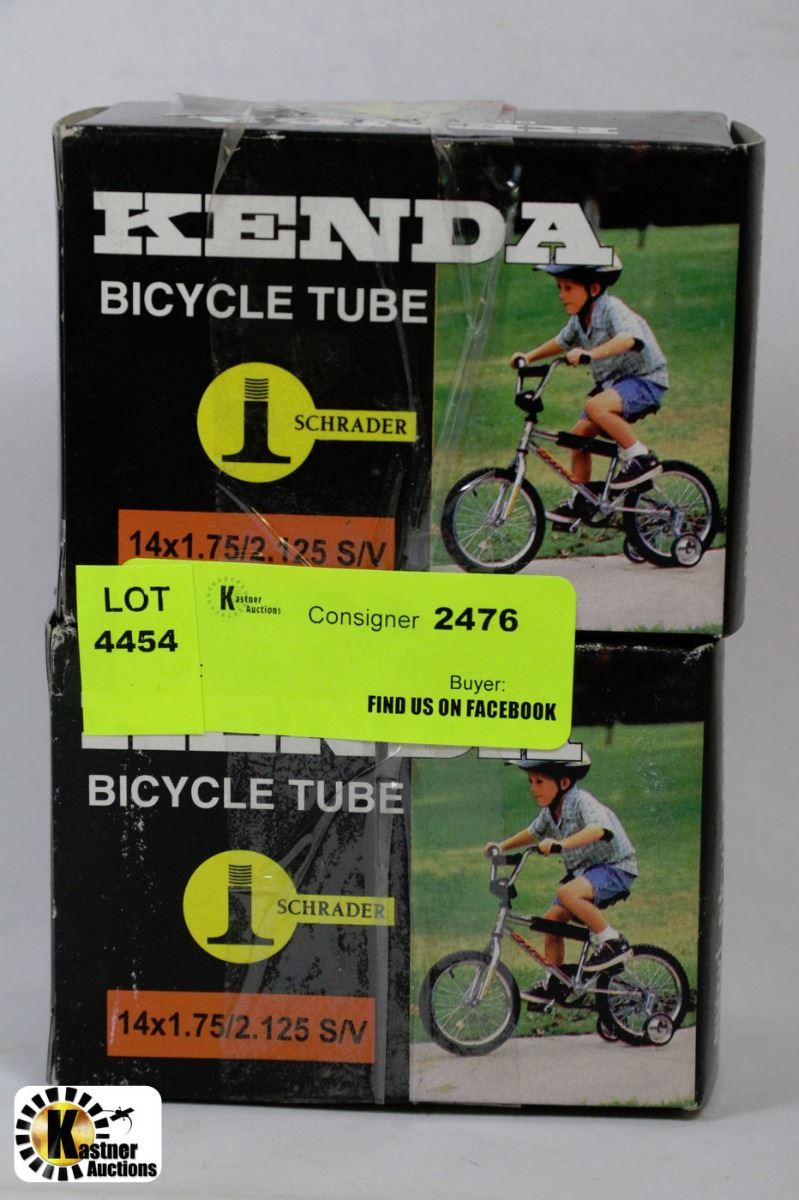 KENDA
BICYCLE TUBE
SCHRADER
14x1.75/2.125 S/V
LOT
4454
Kastner
Auctions
Consigner 2476
Buyer:
FIND US ON FACEBOOK
KENDA
BICYCLE TUBE
SCHRADER
14x1.75/2.125 S/V
Kastner
Auctions